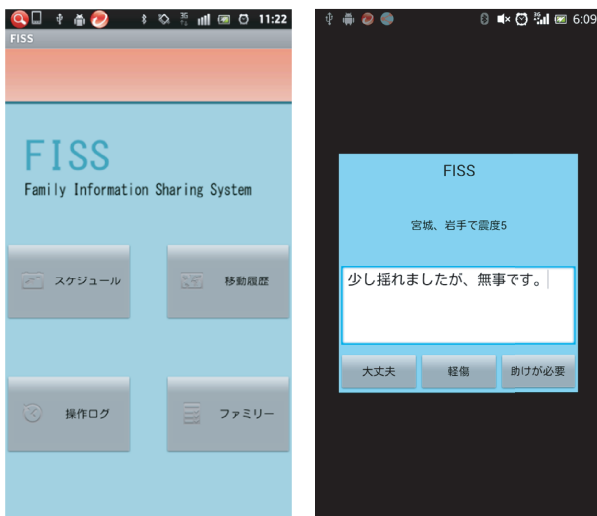 11:22
FISS
FISS
Family Information Sharing System
スケジュール
移動履歴
操作ログ
ファミリー
3G
6:09
FISS
宮城、岩手で震度5
少し揺れましたが、無事です。
大丈夫
軽傷
助けが必要